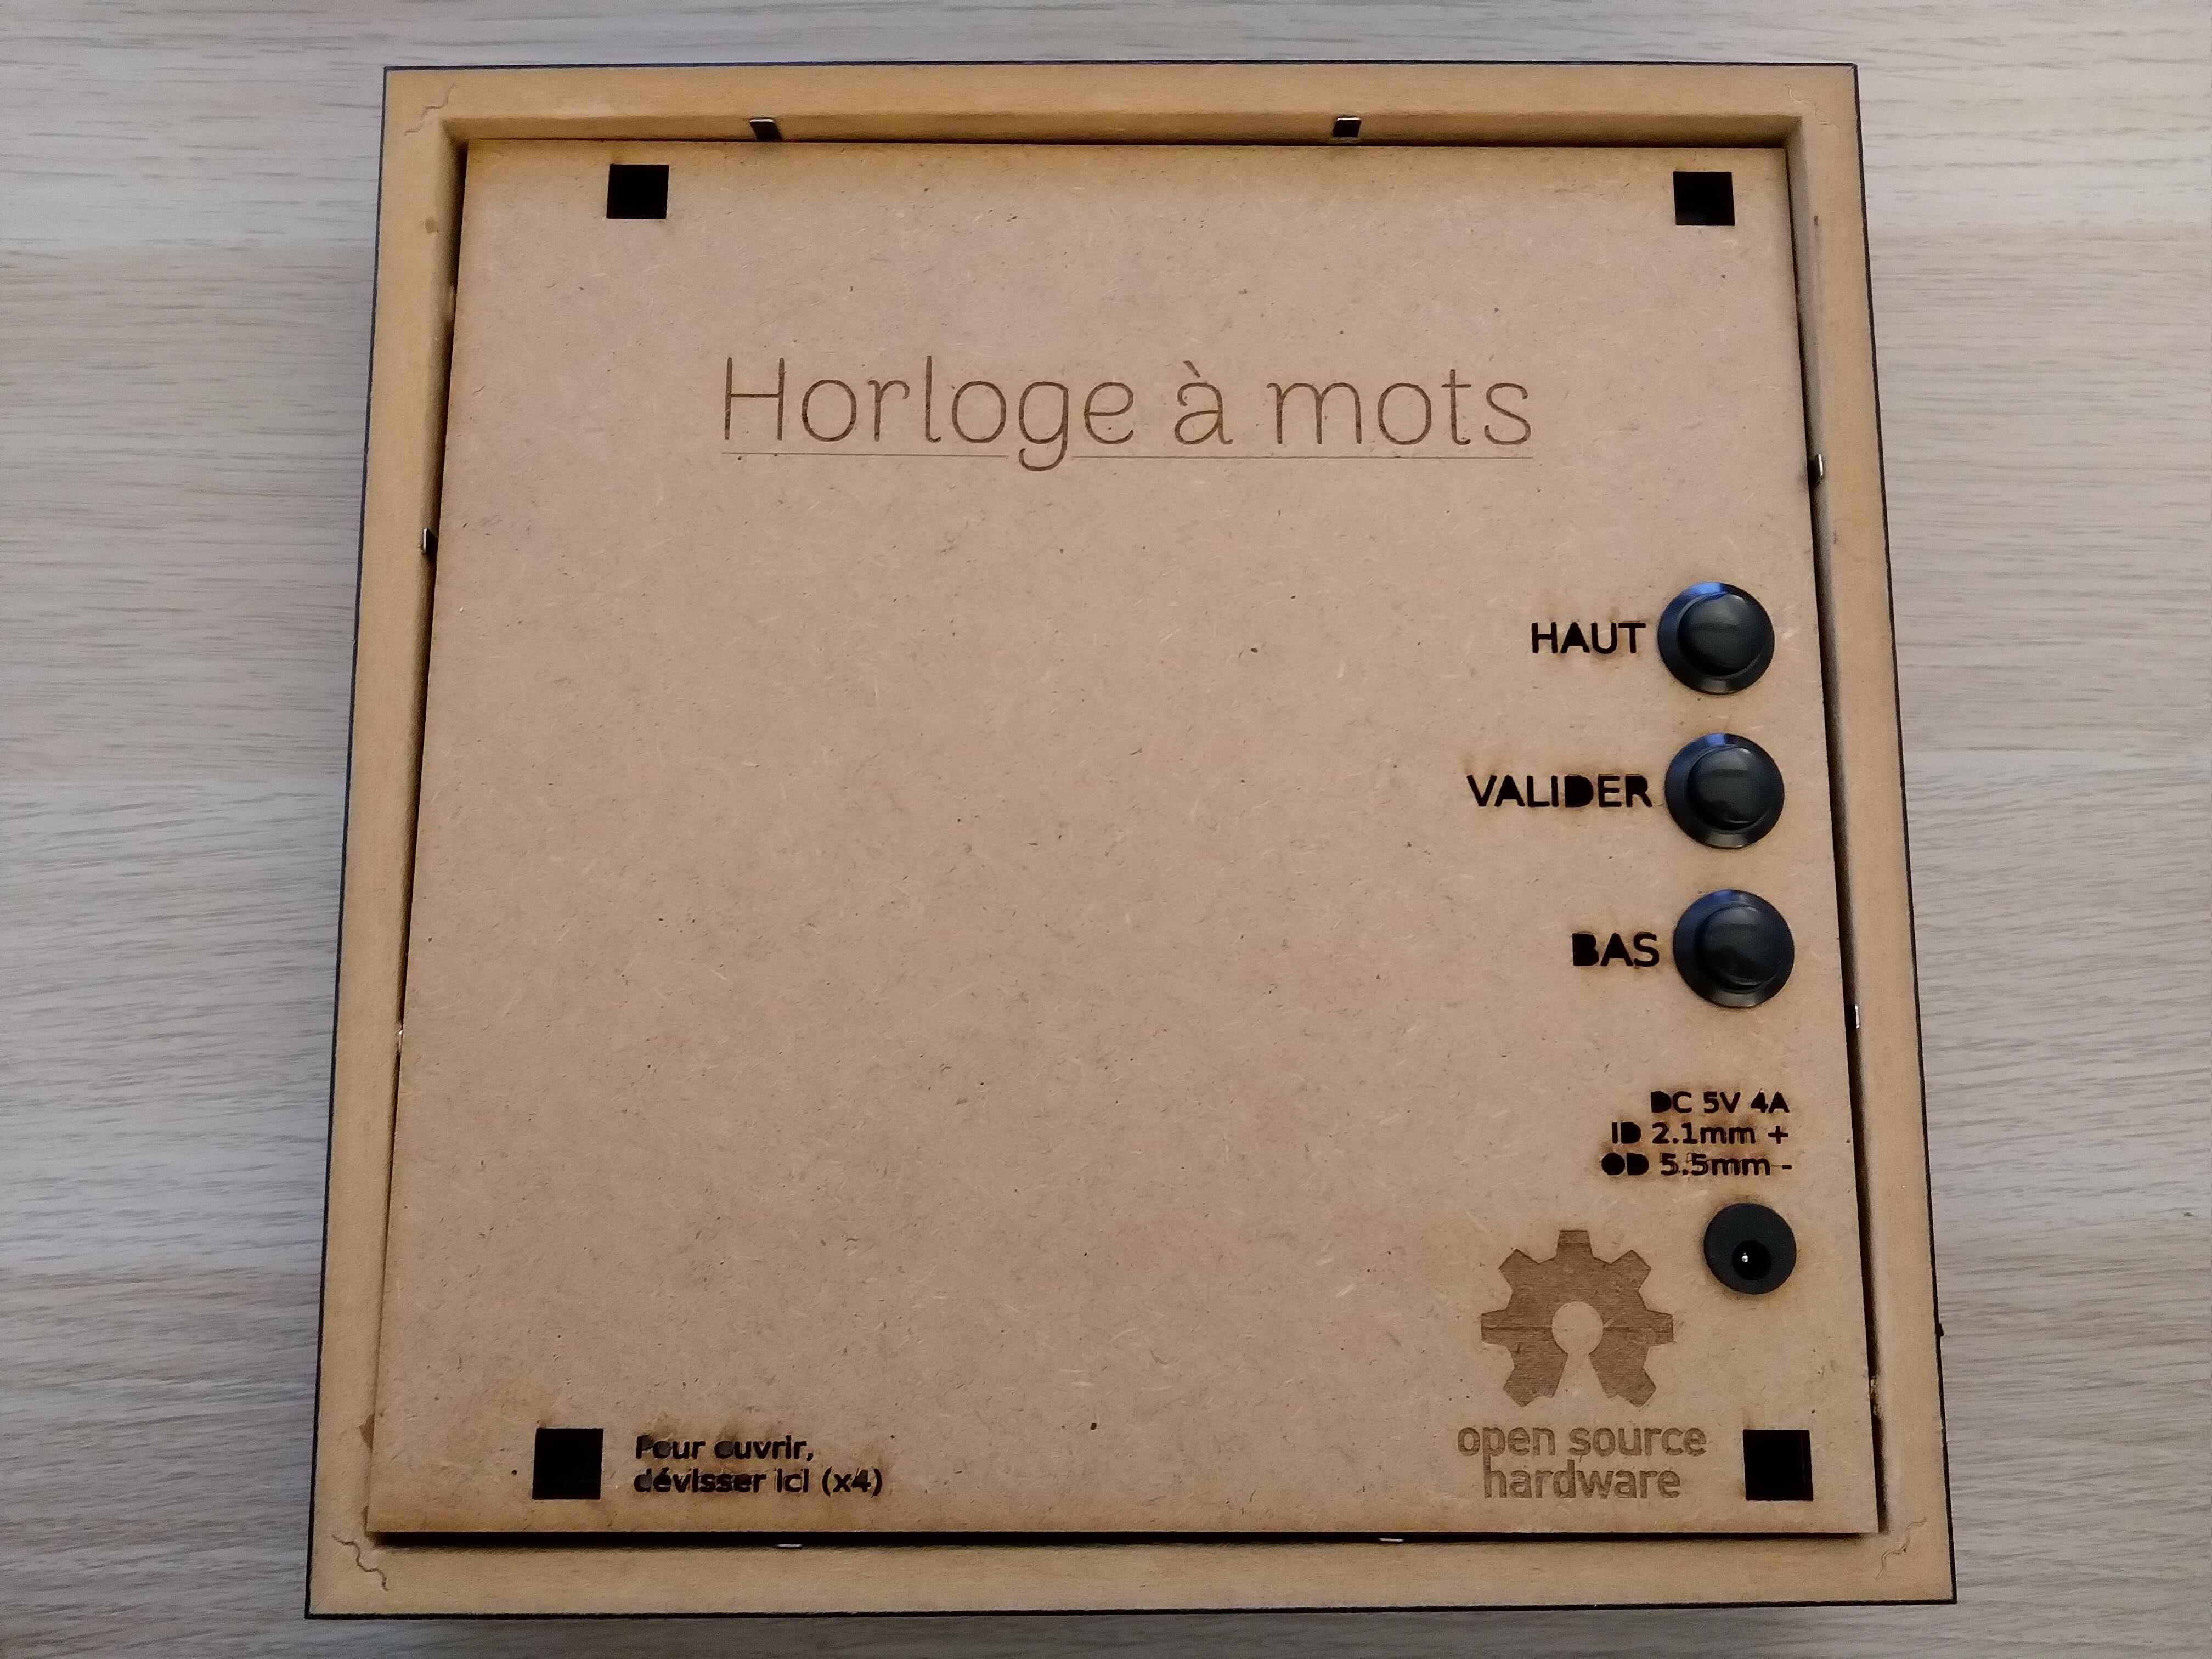 Horloge à mots
HAUT
VALIDER
BAS
DC 5V 4A
ID 2.1mm +
OD 5.5mm -
open source
hardware
Pour ouvrir,
dévisser ici (x4)